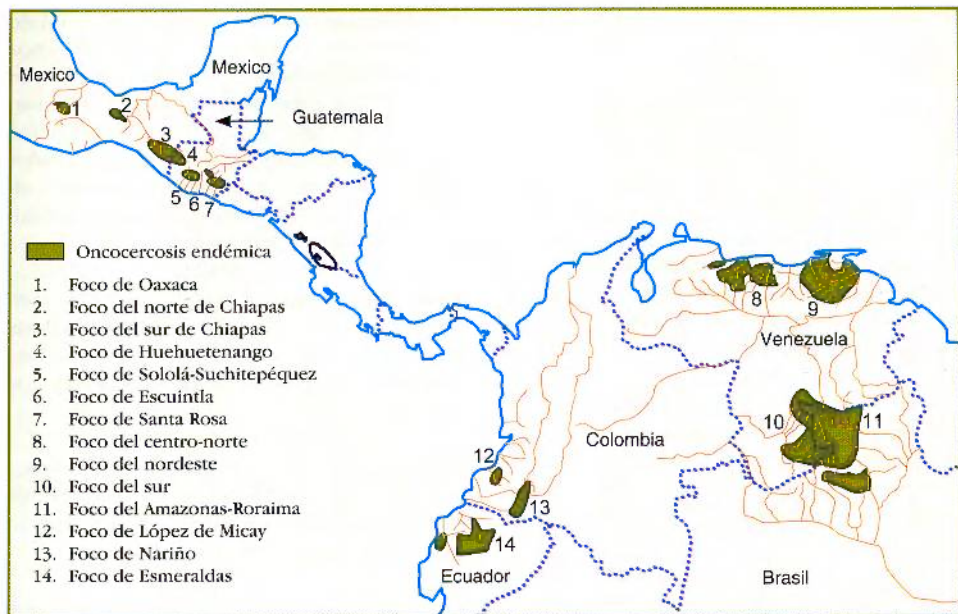 Mexico
Mexico
Guatemala
1
2
3
4
5
6
7
Oncocercosis endémica
1. Foco de Oaxaca
2. Foco del norte de Chiapas
3. Foco del sur de Chiapas
4. Foco de Huehuetenango
5. Foco de Sololá-Suchitepéquez
6. Foco de Escuintla
7. Foco de Santa Rosa
8. Foco del centro-norte
9. Foco del nordeste
10. Foco del sur
11. Foco del Amazonas-Roraima
12. Foco de López de Micay
13. Foco de Nariño
14. Foco de Esmeraldas
8
9
Venezuela
10
11
Colombia
12
13
14
Ecuador
Brasil